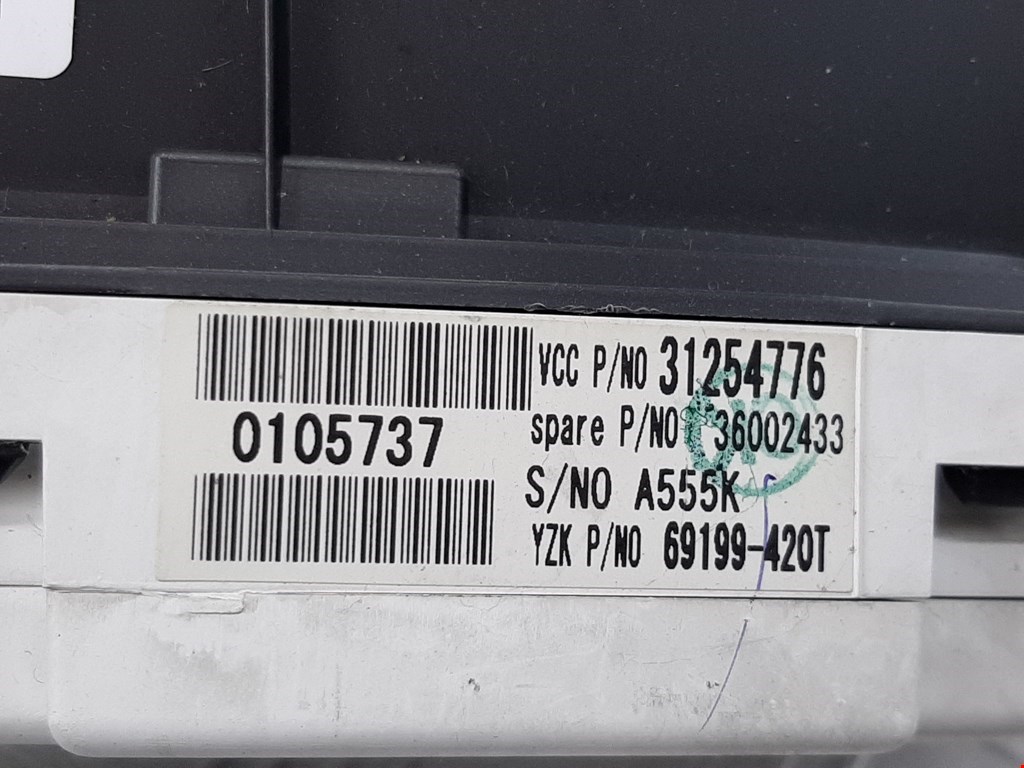 VCC P/NO 31254776
0105737
spare P/NO 36002433
S/NO A555K
YZK P/NO 69199-420T